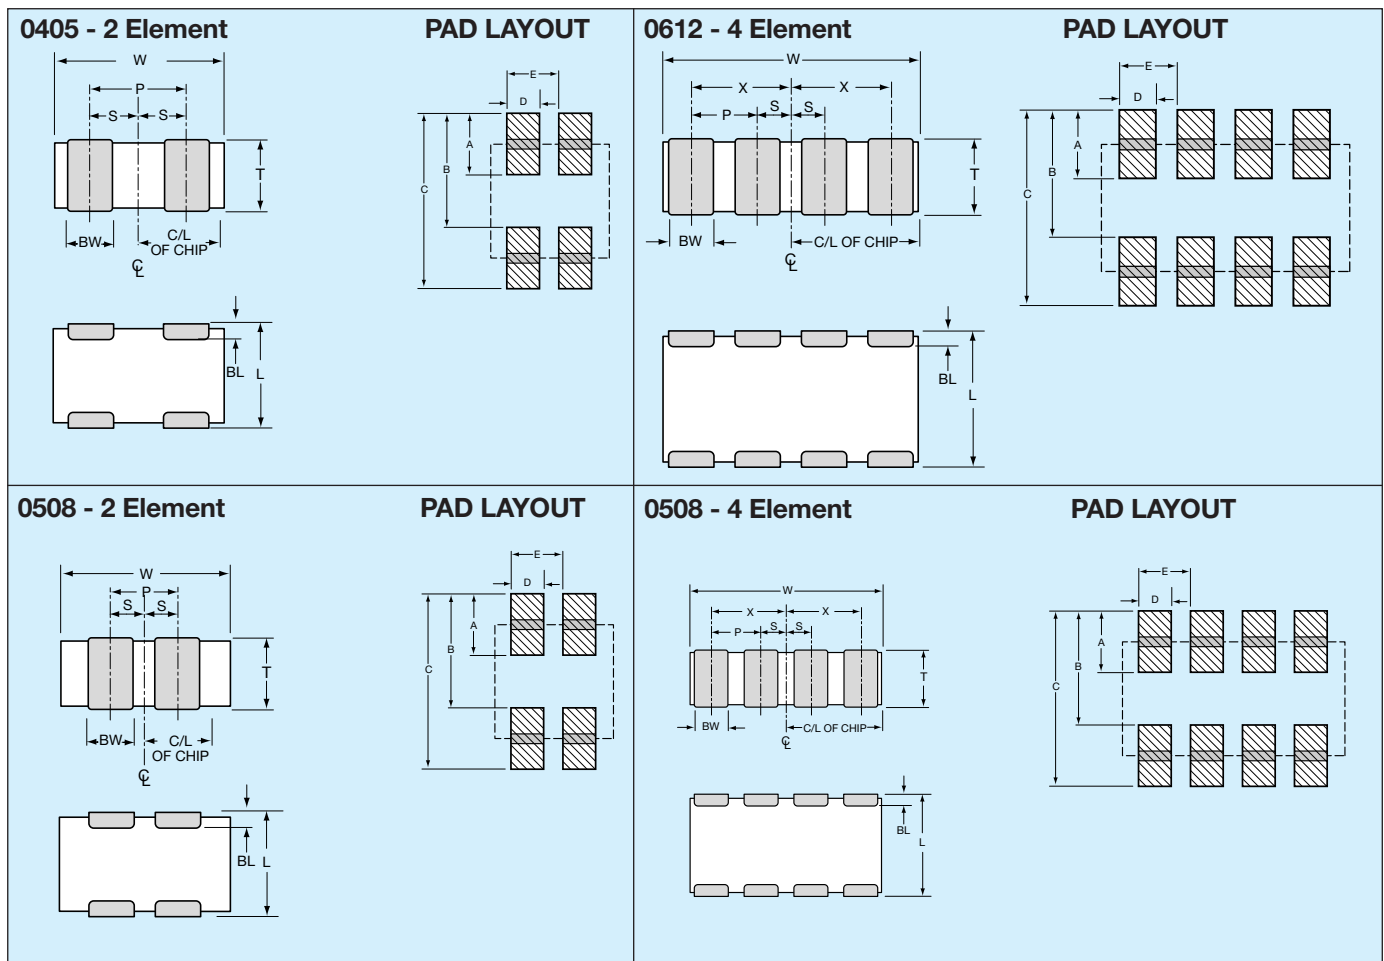 0405 - 2 Element
PAD LAYOUT
W
P
S
S
T
BW
C/L
OF CHIP
℄
BL
L
E
D
A
B
C
0612 - 4 Element
PAD LAYOUT
W
X
X
P
S
S
T
BW
C/L OF CHIP
℄
BL
L
E
D
A
B
C
0508 - 2 Element
PAD LAYOUT
W
P
S
S
T
BW
C/L
OF CHIP
℄
BL
L
E
D
A
B
C
0508 - 4 Element
PAD LAYOUT
W
X
X
P
S
S
T
BW
C/L OF CHIP
℄
BL
L
E
D
A
B
C